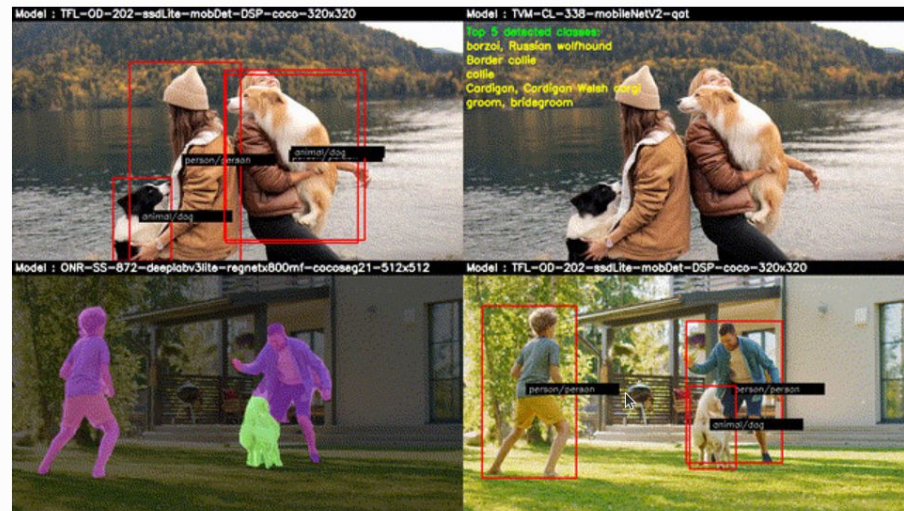 Model : TFL-OD-202-ssdLite-mobDet-DSP-coco-320x320
person/person
animal/dog
animal/dog
Model : TVM-CL-338-mobileNetV2-qat
Top 5 detected classes:
borzoi, Russian wolfhound
Border collie
collie
Cardigan, Cardigan Welsh corgi
groom, bridegroom
Model : ONR-SS-872-deeplabv3lite-regnetx800mf-cocoseg21-512x512
Model : TFL-OD-202-ssdLite-mobDet-DSP-coco-320x320
person/person
person/person
animal/dog